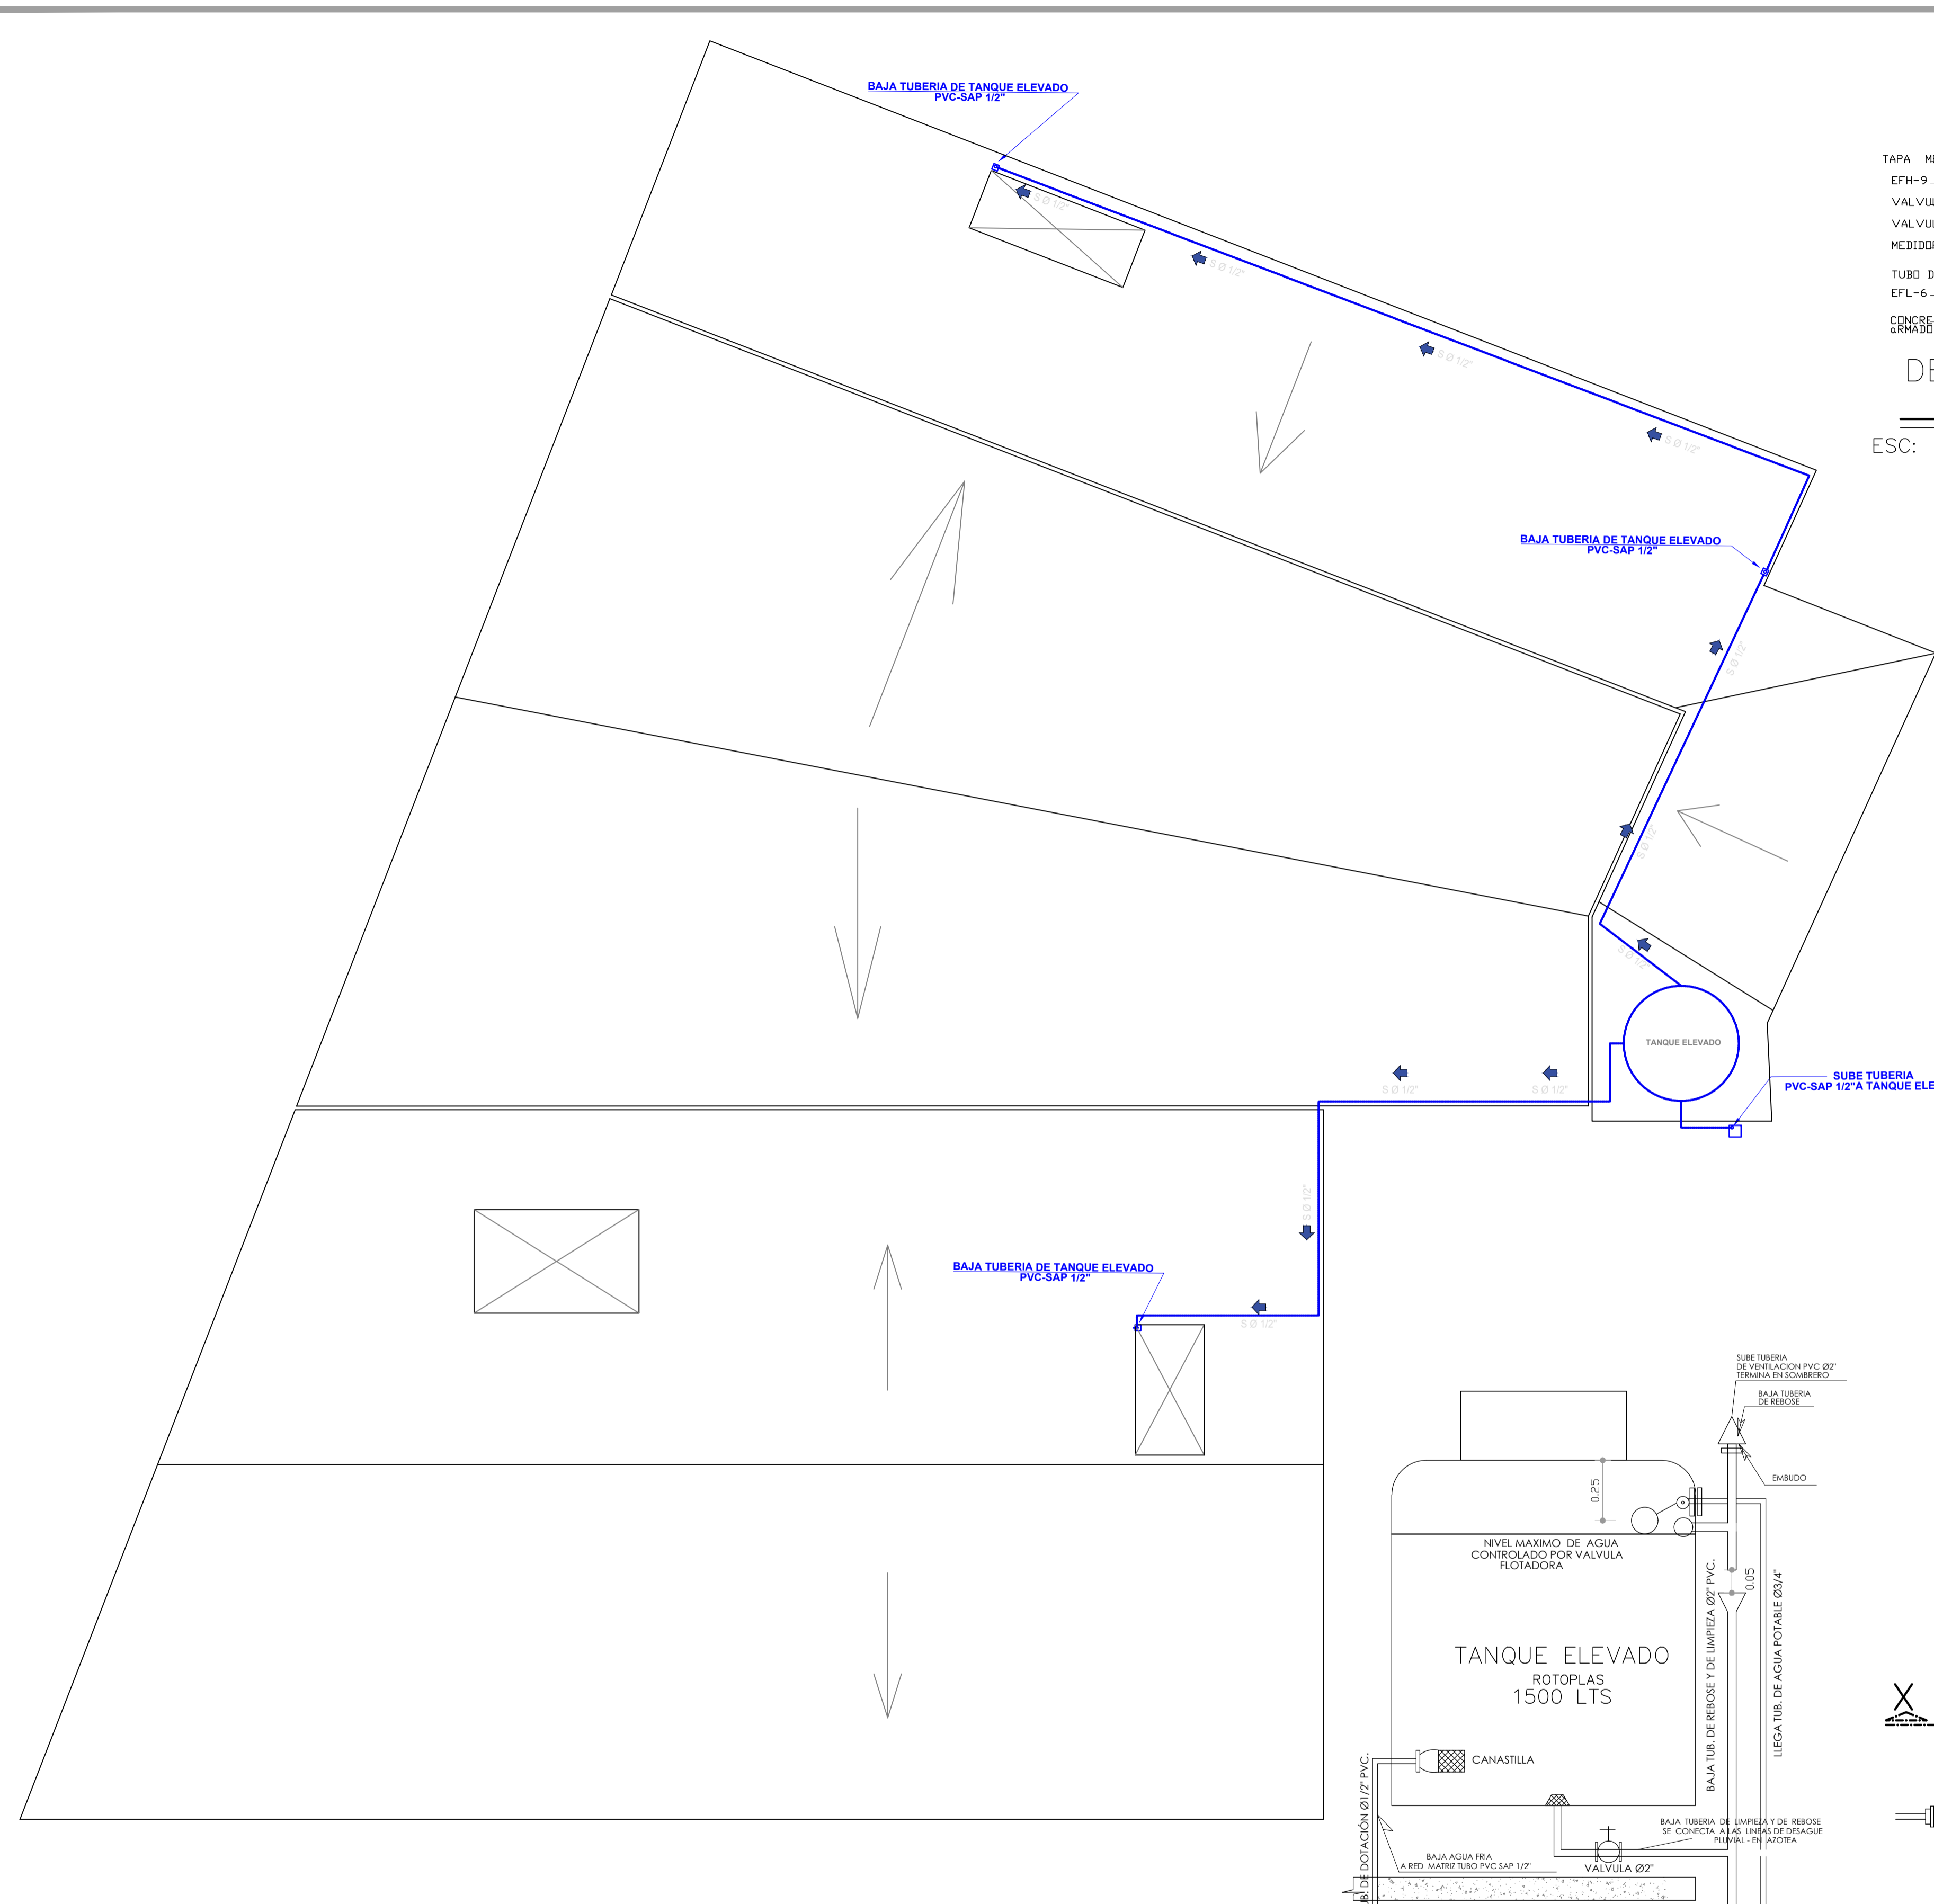 BAJA TUBERIA DE TANQUE ELEVADO
PVC-SAP 1/2"
TAPA
EFH-9
TUBO
EFL-6
aRMADO
ESC:
S Ø 1/2"
S Ø 1/2"
S Ø 1/2"
S Ø 1/2"
BAJA TUBERIA DE TANQUE ELEVADO
PVC-SAP 1/2"
S Ø 1/2"
S Ø 1/2"
S Ø 1/2"
TANQUE ELEVADO
SUBE TUBERIA
PVC-SAP 1/2"A TANQUE
S Ø 1/2"
S Ø 1/2"
S Ø 1/2"
BAJA TUBERIA DE TANQUE ELEVADO
PVC-SAP 1/2"
S Ø 1/2"
SUBE TUBERIA
DE VENTILACION PVC Ø2"
TERMINA EN SOMBRERO
BAJA TUBERIA
DE REBOSE
EMBUDO
0.25
NIVEL MAXIMO DE AGUA
CONTROLADO POR VALVULA
FLOTADORA
0.05
BAJA TUB. DE REBOSE Y DE LIMPIEZA Ø2" PVC.
LLEGA TUB. DE AGUA POTABLE Ø3/4"
TANQUE ELEVADO
ROTOPLAS
1500 LTS
X
CANASTILLA
DE DOTACIÓN Ø1/2" PVC.
BAJA TUBERIA DE LIMPIEZA Y DE REBOSE
SE CONECTA A LAS LINEAS DE DESAGUE
PLUVIAL - EN AZOTEA
BAJA AGUA FRIA
A RED MATRIZ TUBO PVC SAP 1/2"
VALVULA Ø2"